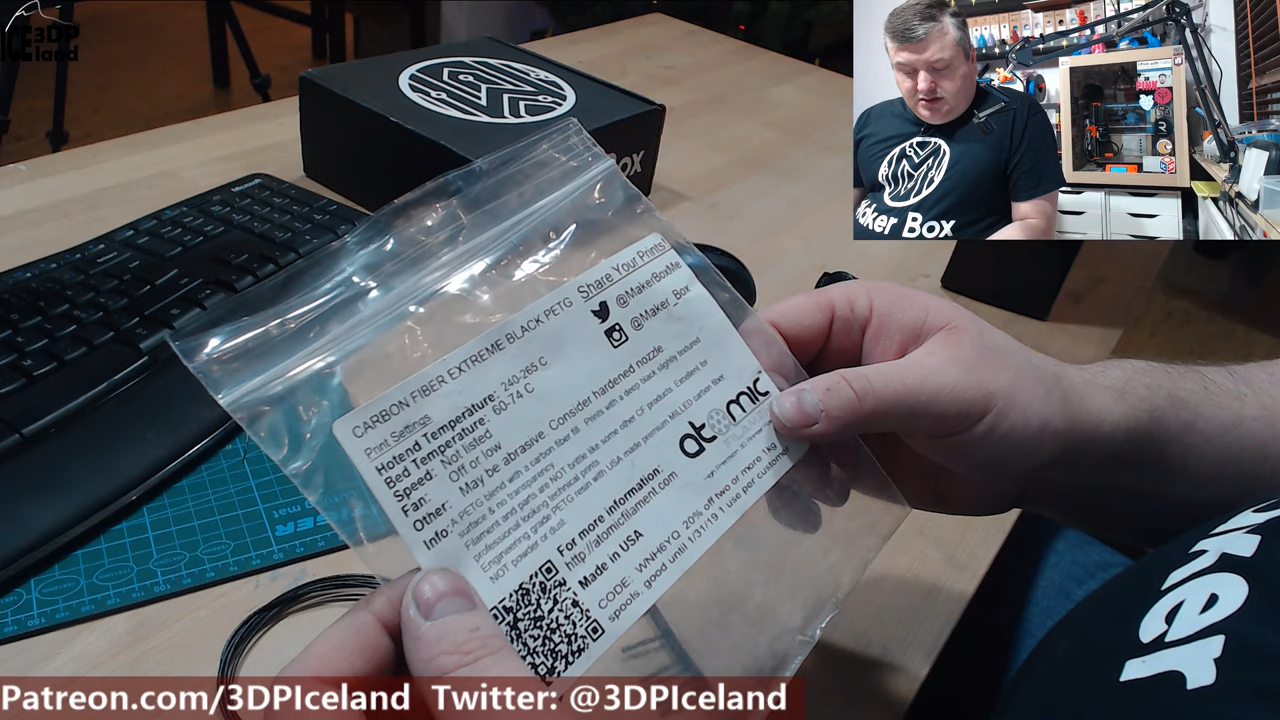 ICE 3DP
land
BOX
Microsoft
Maker Box
CARBON FIBER EXTREME BLACK PETG
Share Your Prints!
@MakerBoxMe
@Maker_Box
Print Settings
Hotend Temperature: 240-265 C
Bed Temperature: 60-74 C
Speed: Not listed
Fan: Off or low
Other: May be abrasive. Consider hardened nozzle
Info: A PETG blend with a carbon fiber fill. Prints with a deep black slightly textured
surface & no transparency
Filament and parts are NOT brittle like some other CF products. Excellent for
professional looking technical prints
Engineering grade PETG resin with USA made premium MILLED carbon fiber
NOT powder or dust
For more information:
http://atomicfilament.com
Made in USA
atomic
FILAMENT
CODE: WNH6YQ 20% off two or more 1kg
spools, good until 1/31/19 1 use per customer
Patreon.com/3DPIceland Twitter: @3DPIceland